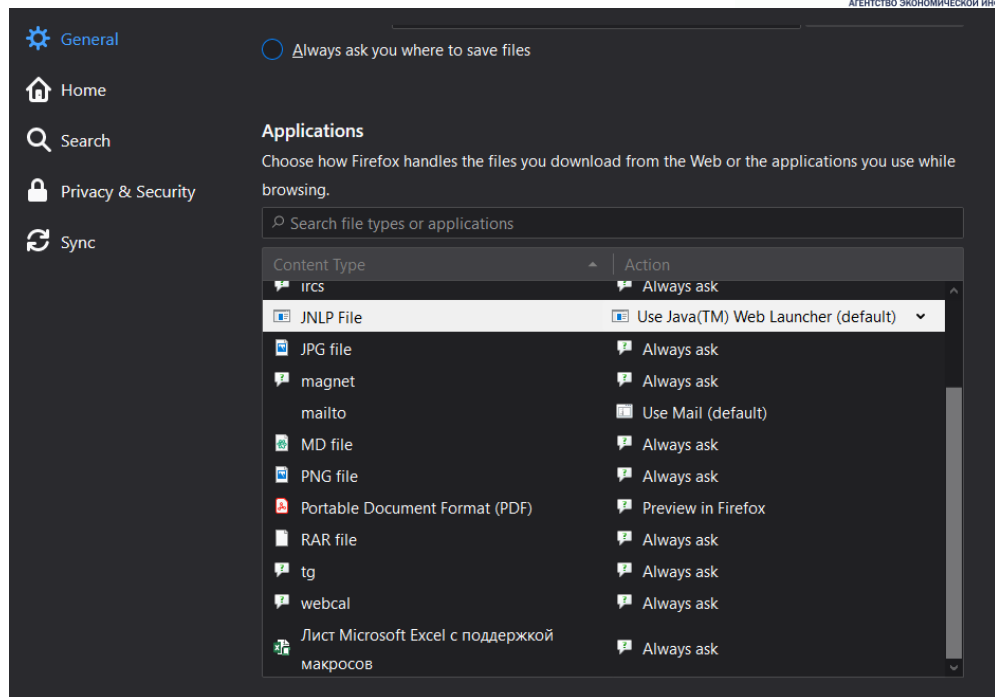 АГЕНТСТВО ЭКОНОМИЧЕСКОЙ
General
Always ask you where to save files
Home
Applications
Search
Choose how Firefox handles the files you download from the Web or the applications you use while
Privacy & Security
browsing.
Search file types or applications
Sync
Content Type Action
ircs Always ask
JNLP File Use Java(TM) Web Launcher (default)
JPG file Always ask
magnet Always ask
mailto Use Mail (default)
MD file Always ask
PNG file Always ask
Portable Document Format (PDF) Preview in Firefox
RAR file Always ask
tg Always ask
webcal Always ask
Лист Microsoft Excel с поддержкой
макросов Always ask